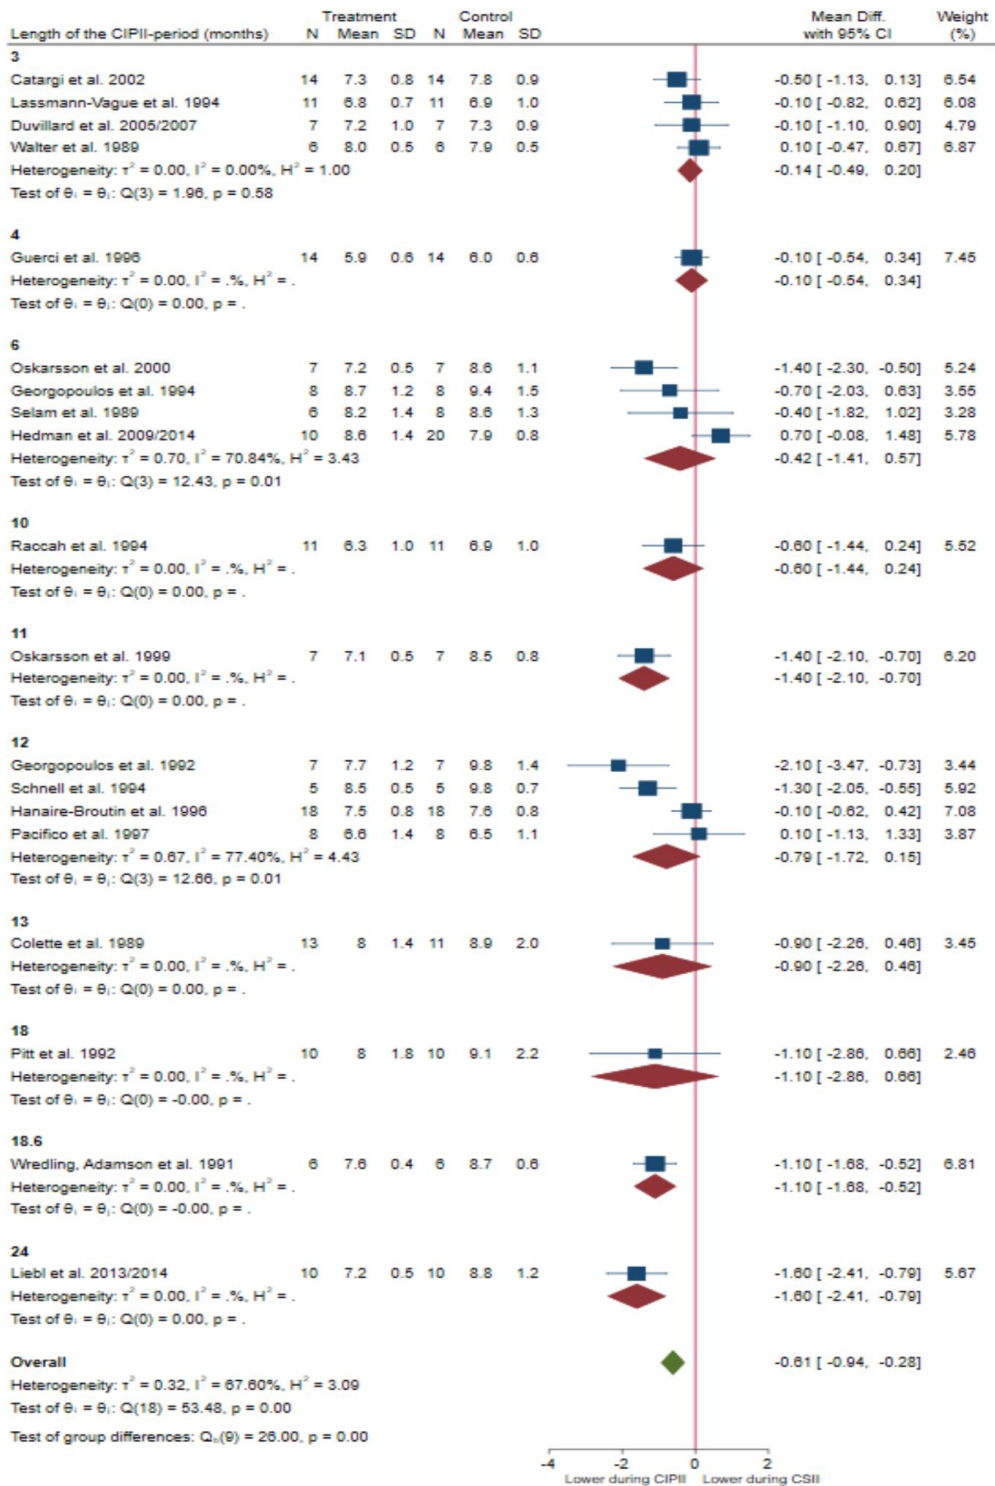 Treatment Control Mean Diff. Weight
Length of the CIPII-period (months) N Mean SD N Mean SD with 95% CI (%)
3
Catargi et al. 2002 14 7.3 0.8 14 7.8 0.9 -0.50 [ -1.13, 0.13] 6.54
Lassmann-Vague et al. 1994 11 6.8 0.7 11 6.9 1.0 -0.10 [ -0.82, 0.62] 6.08
Duvillard et al. 2005/2007 7 7.2 1.0 7 7.3 0.9 -0.10 [ -1.10, 0.90] 4.79
Walter et al. 1989 6 8.0 0.5 6 7.9 0.5 0.10 [ -0.47, 0.67] 6.87
Heterogeneity: τ² = 0.00, I² = 0.00%, H² = 1.00 -0.14 [ -0.49, 0.20]
Test of θᵢ = θⱼ: Q(3) = 1.96, p = 0.58
4
Guerci et al. 1996 14 5.9 0.6 14 6.0 0.6 -0.10 [ -0.54, 0.34] 7.45
Heterogeneity: τ² = 0.00, I² = .%, H² = . -0.10 [ -0.54, 0.34]
Test of θᵢ = θⱼ: Q(0) = 0.00, p = .
6
Oskarsson et al. 2000 7 7.2 0.5 7 8.6 1.1 -1.40 [ -2.30, -0.50] 5.24
Georgopoulos et al. 1994 8 8.7 1.2 8 9.4 1.5 -0.70 [ -2.03, 0.63] 3.55
Selam et al. 1989 6 8.2 1.4 8 8.6 1.3 -0.40 [ -1.82, 1.02] 3.28
Hedman et al. 2009/2014 10 8.6 1.4 20 7.9 0.8 0.70 [ -0.08, 1.48] 5.78
Heterogeneity: τ² = 0.70, I² = 70.84%, H² = 3.43 -0.42 [ -1.41, 0.57]
Test of θᵢ = θⱼ: Q(3) = 12.43, p = 0.01
10
Raccah et al. 1994 11 6.3 1.0 11 6.9 1.0 -0.60 [ -1.44, 0.24] 5.52
Heterogeneity: τ² = 0.00, I² = .%, H² = . -0.60 [ -1.44, 0.24]
Test of θᵢ = θⱼ: Q(0) = 0.00, p = .
11
Oskarsson et al. 1999 7 7.1 0.5 7 8.5 0.8 -1.40 [ -2.10, -0.70] 6.20
Heterogeneity: τ² = 0.00, I² = .%, H² = . -1.40 [ -2.10, -0.70]
Test of θᵢ = θⱼ: Q(0) = 0.00, p = .
12
Georgopoulos et al. 1992 7 7.7 1.2 7 9.8 1.4 -2.10 [ -3.47, -0.73] 3.44
Schnell et al. 1994 5 8.5 0.5 5 9.8 0.7 -1.30 [ -2.05, -0.55] 5.92
Hanaire-Broutin et al. 1996 18 7.5 0.8 18 7.6 0.8 -0.10 [ -0.62, 0.42] 7.08
Pacifico et al. 1997 8 6.6 1.4 8 6.5 1.1 0.10 [ -1.13, 1.33] 3.87
Heterogeneity: τ² = 0.67, I² = 77.40%, H² = 4.43 -0.79 [ -1.72, 0.15]
Test of θᵢ = θⱼ: Q(3) = 12.66, p = 0.01
13
Colette et al. 1989 13 8 1.4 11 8.9 2.0 -0.90 [ -2.26, 0.46] 3.45
Heterogeneity: τ² = 0.00, I² = .%, H² = . -0.90 [ -2.26, 0.46]
Test of θᵢ = θⱼ: Q(0) = 0.00, p = .
18
Pitt et al. 1992 10 8 1.8 10 9.1 2.2 -1.10 [ -2.86, 0.66] 2.46
Heterogeneity: τ² = 0.00, I² = .%, H² = . -1.10 [ -2.86, 0.66]
Test of θᵢ = θⱼ: Q(0) = -0.00, p = .
18.6
Wredling, Adamson et al. 1991 6 7.6 0.4 6 8.7 0.6 -1.10 [ -1.68, -0.52] 6.81
Heterogeneity: τ² = 0.00, I² = .%, H² = . -1.10 [ -1.68, -0.52]
Test of θᵢ = θⱼ: Q(0) = -0.00, p = .
24
Liebl et al. 2013/2014 10 7.2 0.5 10 8.8 1.2 -1.60 [ -2.41, -0.79] 5.67
Heterogeneity: τ² = 0.00, I² = .%, H² = . -1.60 [ -2.41, -0.79]
Test of θᵢ = θⱼ: Q(0) = 0.00, p = .
Overall -0.61 [ -0.94, -0.28]
Heterogeneity: τ² = 0.32, I² = 67.60%, H² = 3.09
Test of θᵢ = θⱼ: Q(18) = 53.48, p = 0.00
Test of group differences: Q_b(9) = 26.00, p = 0.00
-4 -2 0 2
Lower during CIPII Lower during CSII